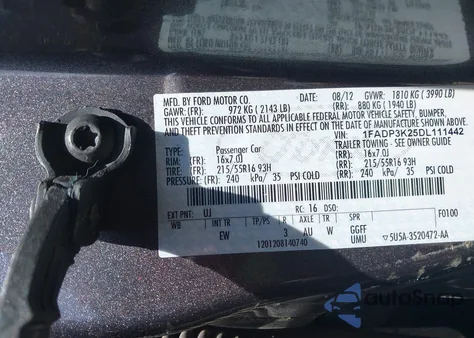 MFD. BY FORD MOTOR CO.
DATE: 08/12 GVWR: 1810 KG ( 3990 LB)
GAWR: (FR): 972 KG ( 2143 LB) (RR): 880 KG (1940 LB)
THIS VEHICLE CONFORMS TO ALL APPLICABLE FEDERAL MOTOR VEHICLE SAFETY, BUMPER,
AND THEFT PREVENTION STANDARDS IN EFFECT ON THE DATE OF MANUFACTURE SHOWN ABOVE.
VIN: 1FADP3K25DL111442
TYPE: Passenger Car TRAILER TOWING - SEE OWNER GUIDE
RIM: (FR): 16x7.0J (RR): 16x7.0J
TIRE: (FR): 215/55R16 93H (RR): 215/55R16 93H
PRESSURE: (FR): 240 kPa/ 35 PSI COLD (RR): 240 kPa/ 35 PSI COLD
EXT PNT: UJ RC: 16 DSO: F0100
WB INT TR TP/PS R AXLE TR SPR
EW 3 AU W GGFF
1201208140740 UMU 5U5A-3520472-AA
autoSnap